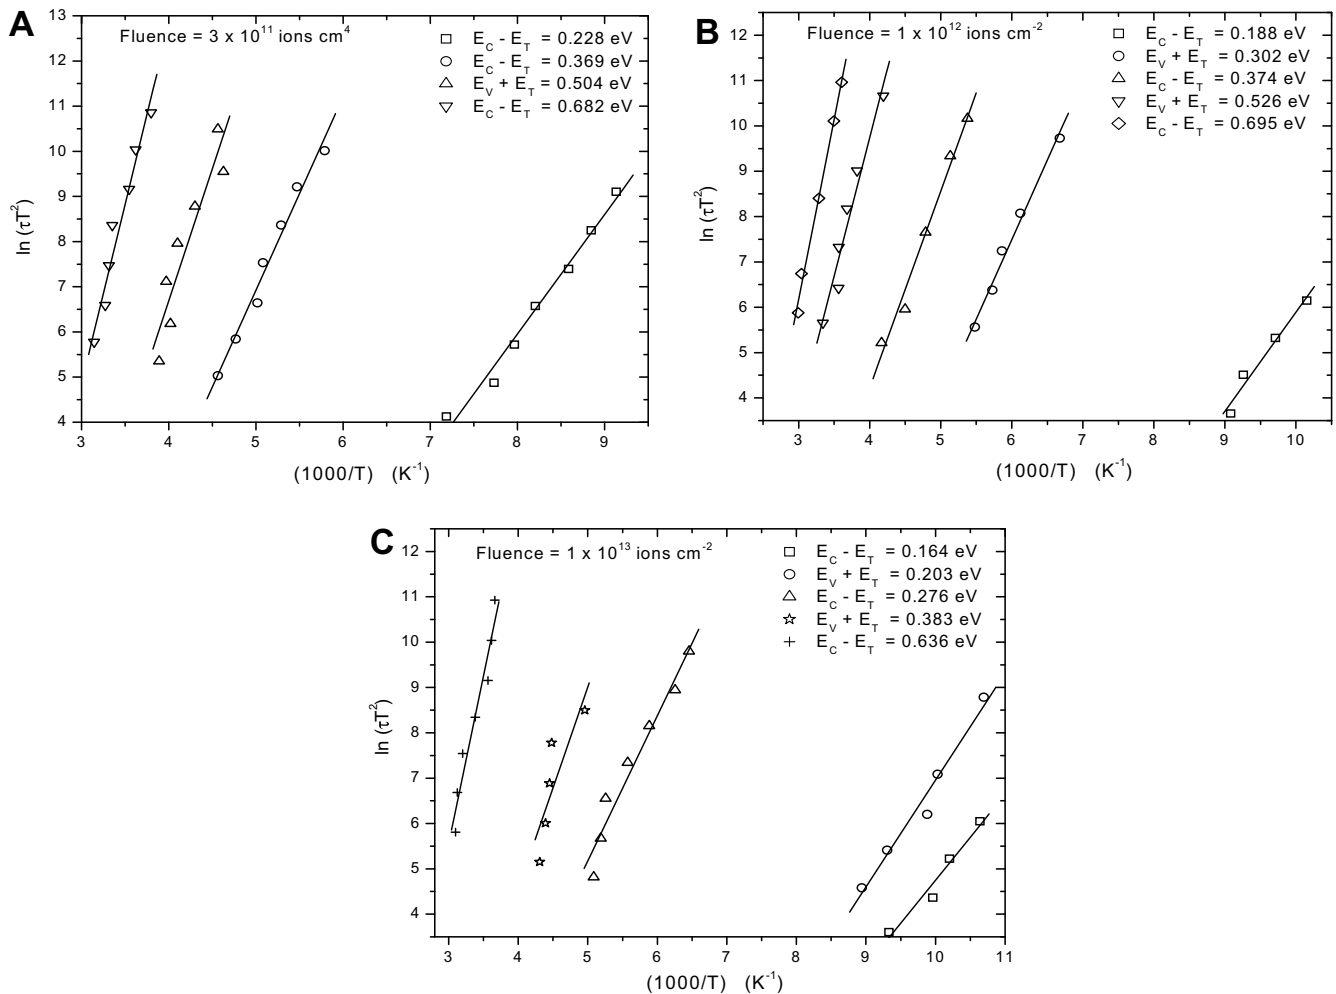 A
Fluence = 3 x 10¹¹ ions cm⁴
E_C - E_T = 0.228 eV
E_C - E_T = 0.369 eV
E_V + E_T = 0.504 eV
E_C - E_T = 0.682 eV
13
12
11
10
9
8
7
6
5
4
ln (τT²)
3 4 5 6 7 8 9
(1000/T) (K⁻¹)
B
Fluence = 1 x 10¹² ions cm⁻²
E_C - E_T = 0.188 eV
E_V + E_T = 0.302 eV
E_C - E_T = 0.374 eV
E_V + E_T = 0.526 eV
E_C - E_T = 0.695 eV
12
11
10
9
8
7
6
5
4
ln (τT²)
3 4 5 6 7 8 9 10
(1000/T) (K⁻¹)
C
Fluence = 1 x 10¹³ ions cm⁻²
E_C - E_T = 0.164 eV
E_V + E_T = 0.203 eV
E_C - E_T = 0.276 eV
E_V + E_T = 0.383 eV
E_C - E_T = 0.636 eV
12
11
10
9
8
7
6
5
4
ln (τT²)
3 4 5 6 7 8 9 10 11
(1000/T) (K⁻¹)